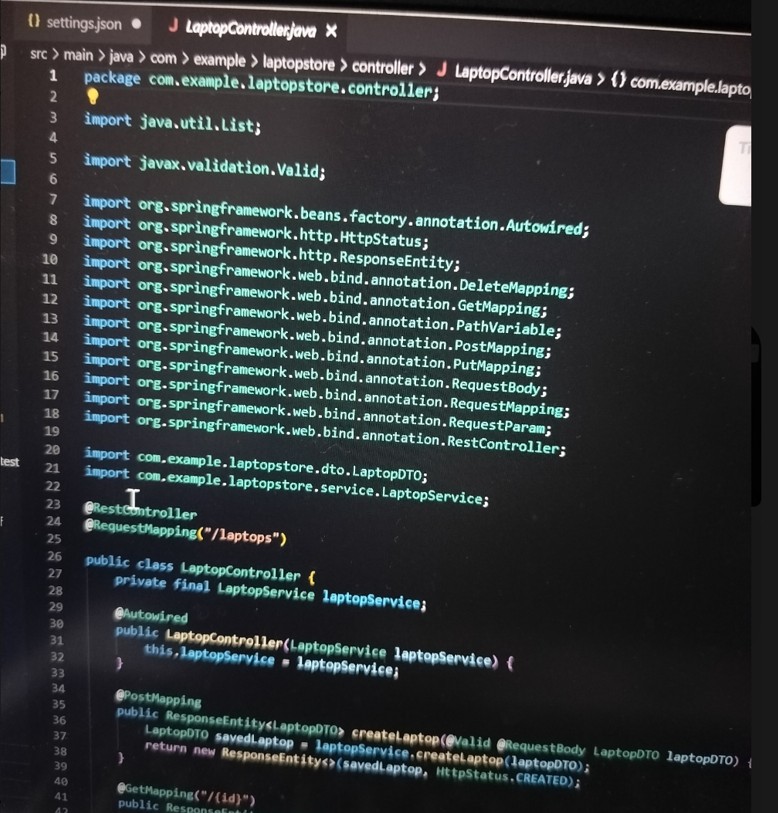 {} settings.json ●
J LaptopController.java ×
src > main > java > com > example > laptopstore > controller > J LaptopController.java > {} com.example.lapto
1 package com.example.laptopstore.controller;
2
3 import java.util.List;
4
5 import javax.validation.Valid;
6
7 import org.springframework.beans.factory.annotation.Autowired;
8 import org.springframework.http.HttpStatus;
9 import org.springframework.http.ResponseEntity;
10 import org.springframework.web.bind.annotation.DeleteMapping;
11 import org.springframework.web.bind.annotation.GetMapping;
12 import org.springframework.web.bind.annotation.PathVariable;
13 import org.springframework.web.bind.annotation.PostMapping;
14 import org.springframework.web.bind.annotation.PutMapping;
15 import org.springframework.web.bind.annotation.RequestBody;
16 import org.springframework.web.bind.annotation.RequestMapping;
17 import org.springframework.web.bind.annotation.RequestParam;
18 import org.springframework.web.bind.annotation.RestController;
19
20 import com.example.laptopstore.dto.LaptopDTO;
21 import com.example.laptopstore.service.LaptopService;
22
23 @RestController
24 @RequestMapping("/laptops")
25
26 public class LaptopController {
27 private final LaptopService laptopService;
28
29 @Autowired
30 public LaptopController(LaptopService laptopService) {
31 this.laptopService = laptopService;
32 }
33
34
35 @PostMapping
36 public ResponseEntity<LaptopDTO> createLaptop(@Valid @RequestBody LaptopDTO laptopDTO) {
37 LaptopDTO savedLaptop = laptopService.createLaptop(laptopDTO);
38 return new ResponseEntity<>(savedLaptop, HttpStatus.CREATED);
39 }
40
41 @GetMapping("/{id}")
42 public ResponseEnti
test